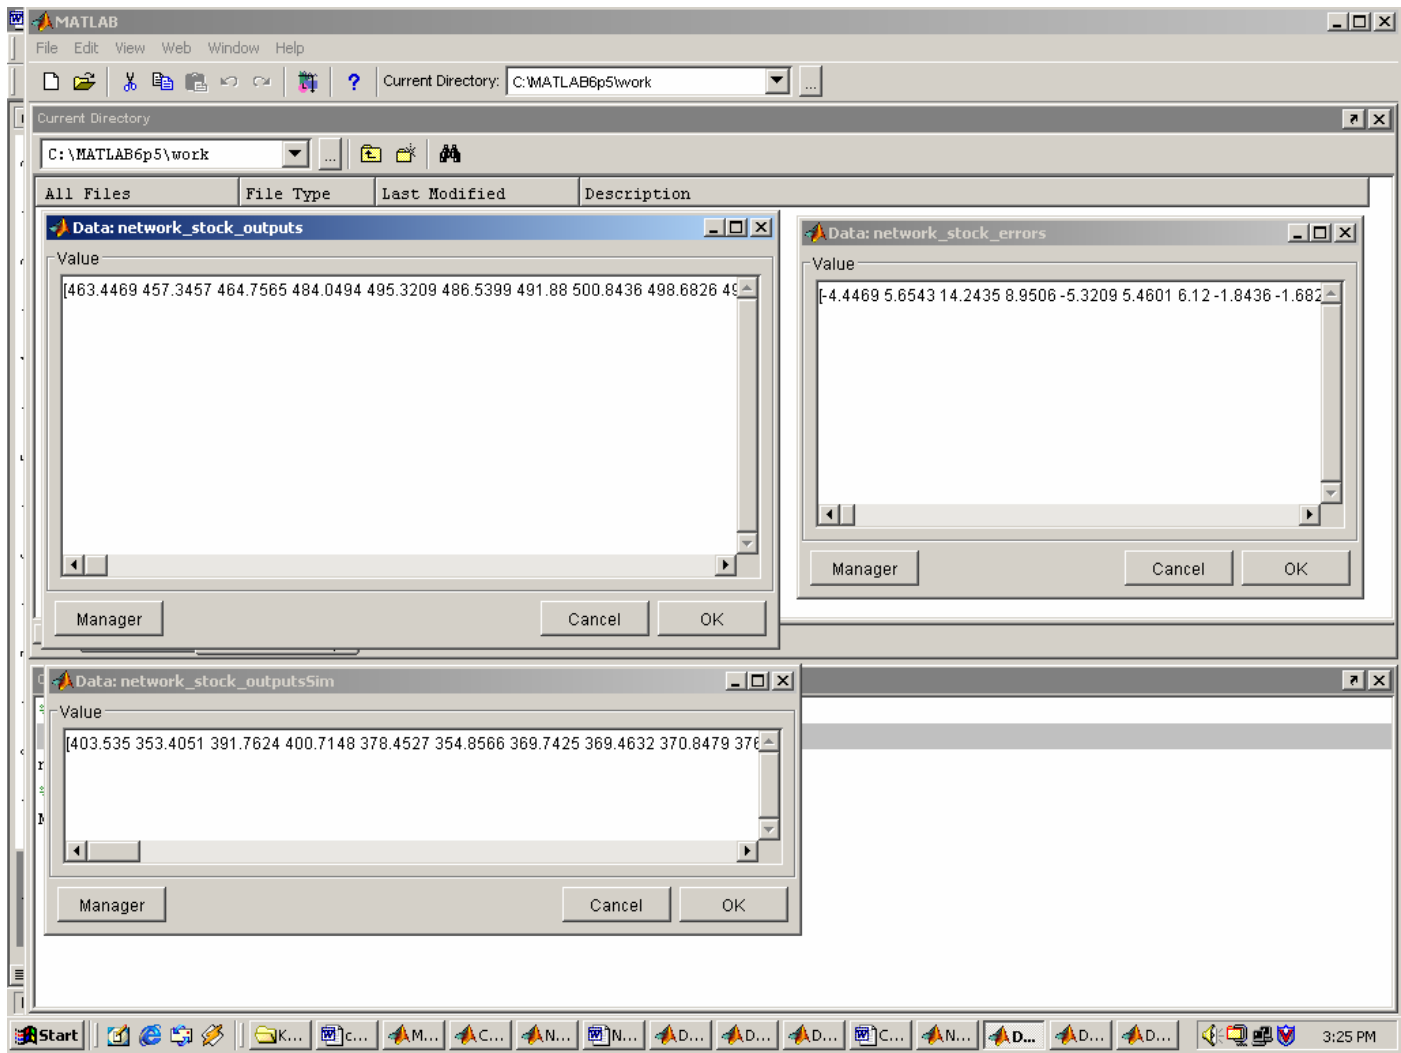 MATLAB
File Edit View Web Window Help
? Current Directory: C:\MATLAB6p5\work ...
Current Directory
C:\MATLAB6p5\work ...
All Files File Type Last Modified Description
Data: network_stock_outputs
Value
[463.4469 457.3457 464.7565 484.0494 495.3209 486.5399 491.88 500.8436 498.6826 49
Manager Cancel OK
Data: network_stock_errors
Value
[-4.4469 5.6543 14.2435 8.9506 -5.3209 5.4601 6.12 -1.8436 -1.682
Manager Cancel OK
Data: network_stock_outputsSim
Value
[403.535 353.4051 391.7624 400.7148 378.4527 354.8566 369.7425 369.4632 370.8479 376
Manager Cancel OK
Start K... c... M... C... N... N... D... D... D... C... N... D... D... D... 3:25 PM